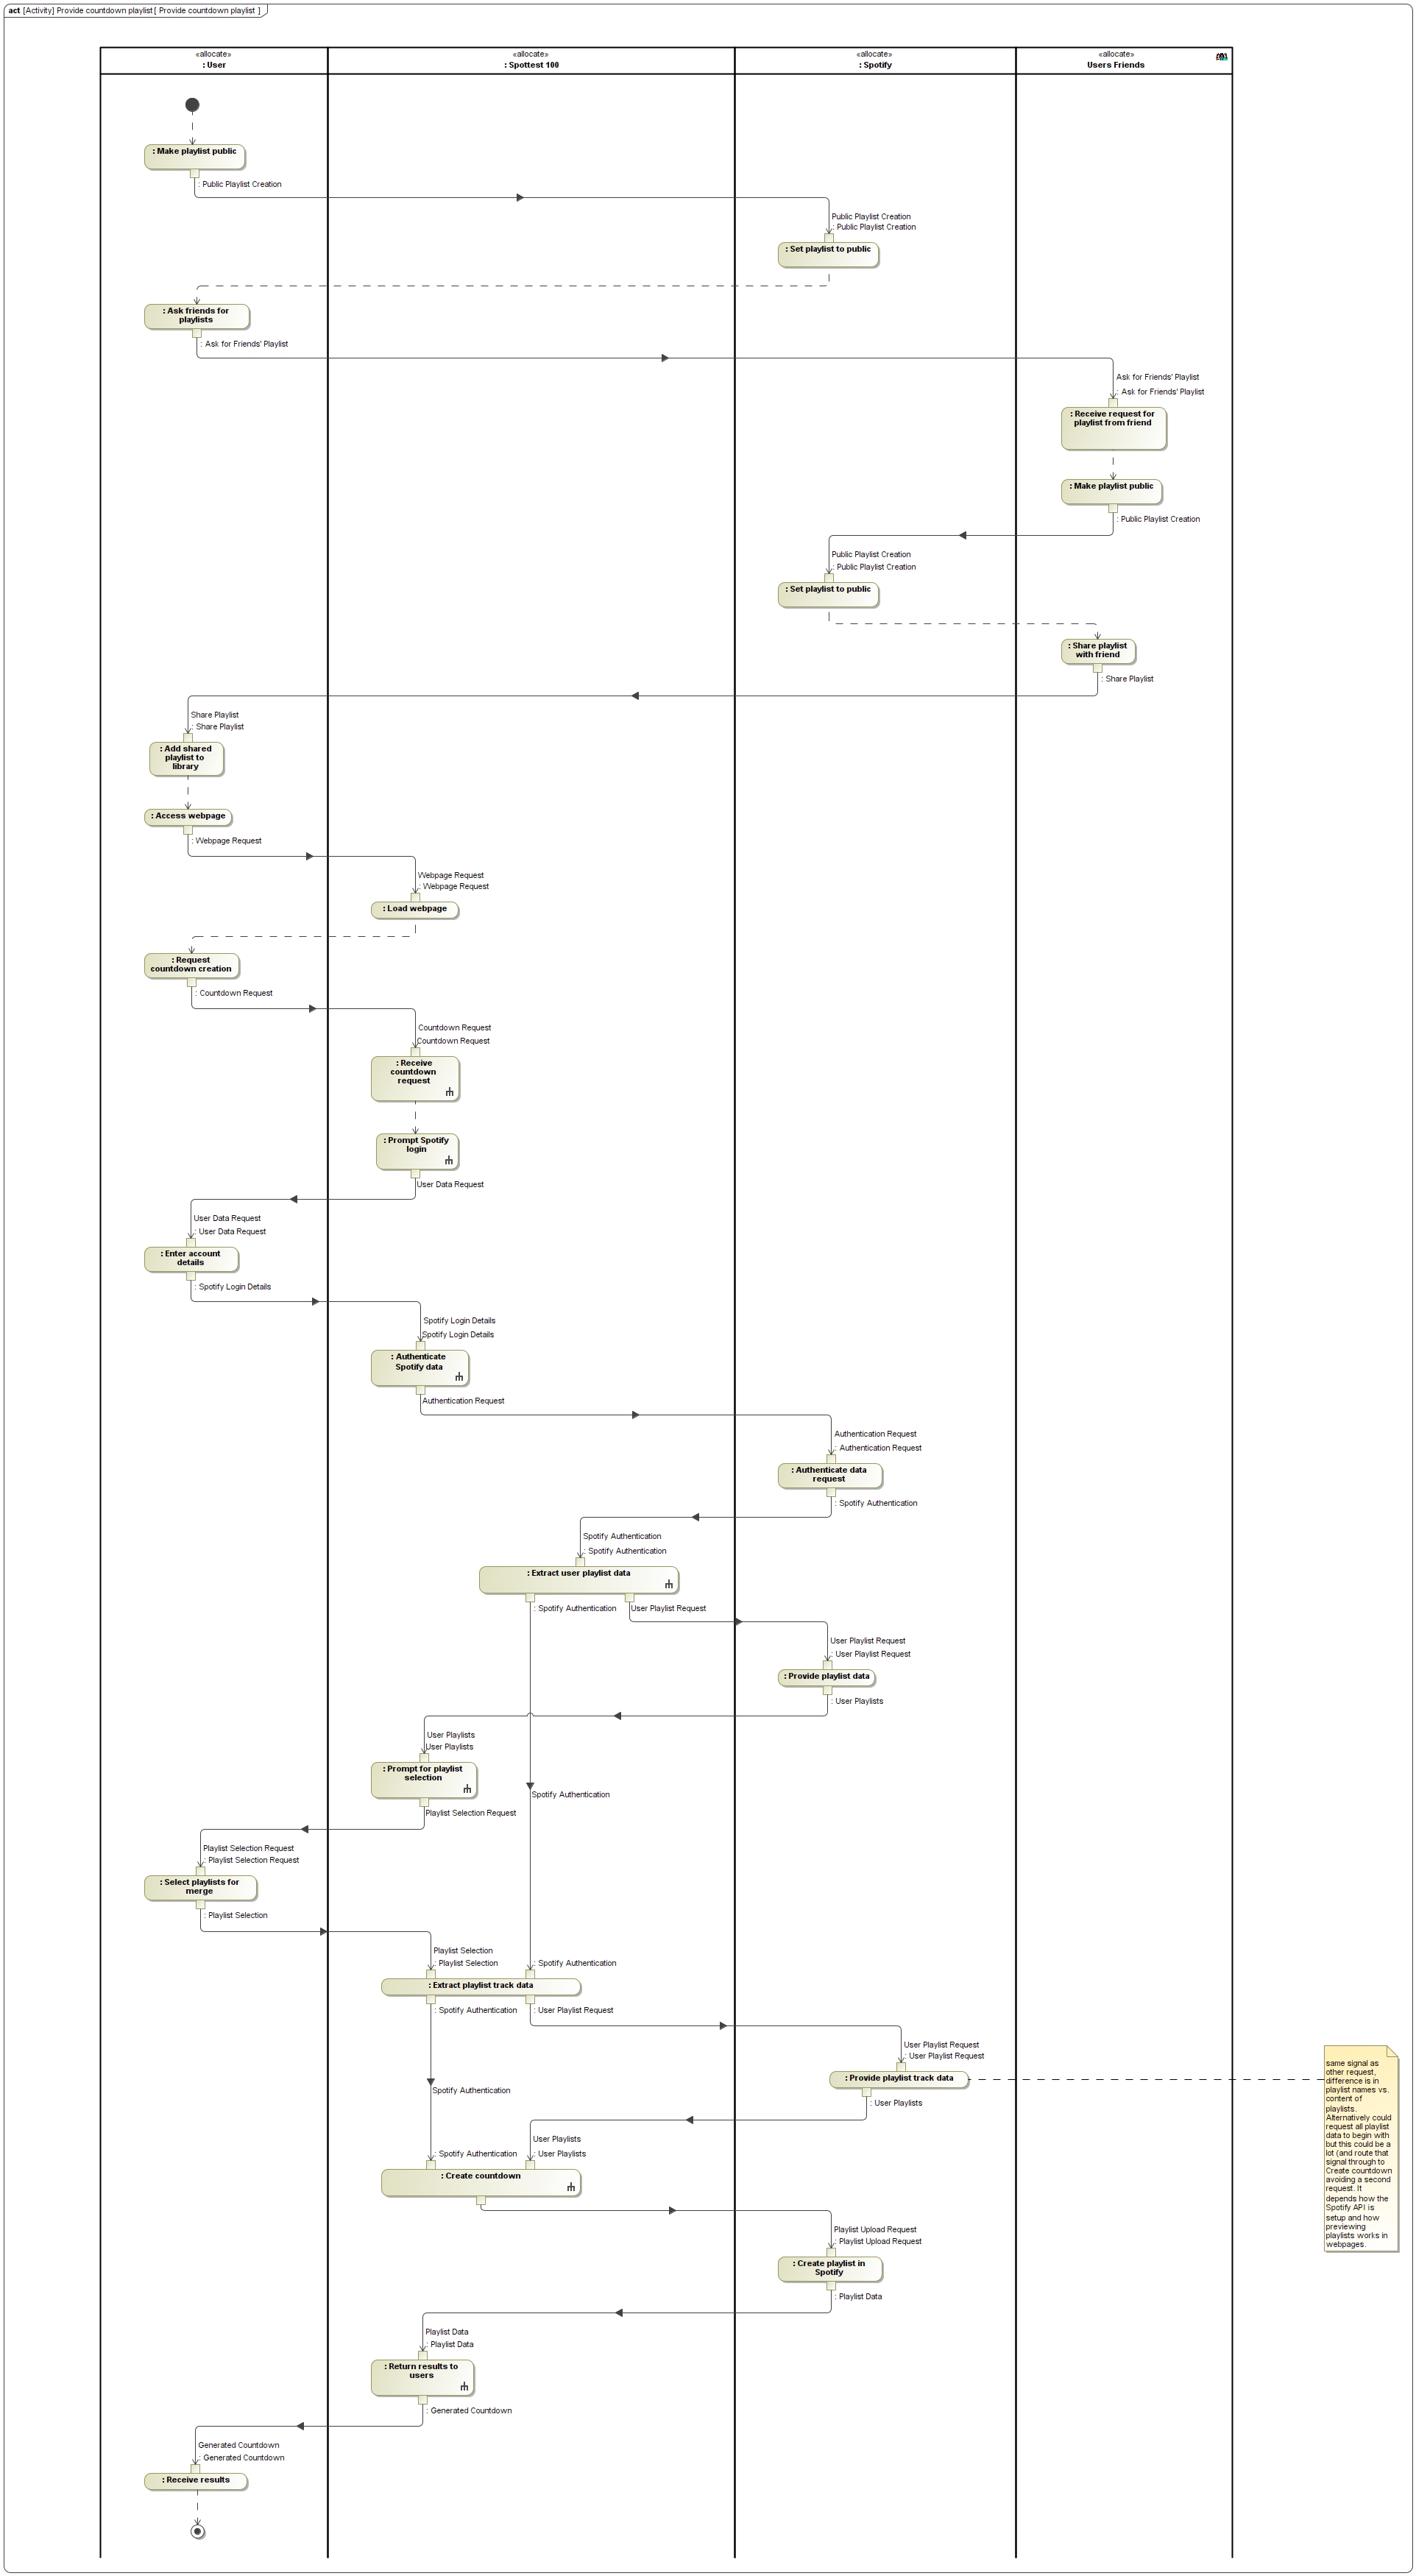 act [Activity] Provide countdown playlist[ Provide countdown playlist ]
«allocate»
: User
«allocate»
: Spottest 100
«allocate»
: Spotify
«allocate»
Users Friends
: Make playlist public
: Public Playlist Creation
Public Playlist Creation
: Public Playlist Creation
: Set playlist to public
: Ask friends for
playlists
: Ask for Friends' Playlist
Ask for Friends' Playlist
: Ask for Friends' Playlist
: Receive request for
playlist from friend
: Make playlist public
: Public Playlist Creation
Public Playlist Creation
: Public Playlist Creation
: Set playlist to public
: Share playlist
with friend
: Share Playlist
Share Playlist
: Share Playlist
: Add shared
playlist to
library
: Access webpage
: Webpage Request
Webpage Request
: Webpage Request
: Load webpage
: Request
countdown creation
: Countdown Request
Countdown Request
Countdown Request
: Receive
countdown
request
: Prompt Spotify
login
User Data Request
User Data Request
: User Data Request
: Enter account
details
: Spotify Login Details
Spotify Login Details
Spotify Login Details
: Authenticate
Spotify data
Authentication Request
Authentication Request
: Authentication Request
: Authenticate data
request
: Spotify Authentication
Spotify Authentication
: Spotify Authentication
: Extract user playlist data
: Spotify Authentication
User Playlist Request
User Playlist Request
: User Playlist Request
: Provide playlist data
: User Playlists
User Playlists
User Playlists
: Prompt for playlist
selection
Spotify Authentication
Playlist Selection Request
Playlist Selection Request
: Playlist Selection Request
: Select playlists for
merge
: Playlist Selection
Playlist Selection
: Playlist Selection
: Spotify Authentication
: Extract playlist track data
: Spotify Authentication
: User Playlist Request
User Playlist Request
: User Playlist Request
: Provide playlist track data
same signal as
other request,
difference is in
playlist names vs.
content of
playlists.
Alternatively could
request all playlist
data to begin with
but this could be a
lot (and route that
signal through to
Create countdown
avoiding a second
request. It
depends how the
Spotify API is
setup and how
previewing
playlists works in
webpages.
Spotify Authentication
: User Playlists
User Playlists
: Spotify Authentication
: User Playlists
: Create countdown
Playlist Upload Request
: Playlist Upload Request
: Create playlist in
Spotify
: Playlist Data
Playlist Data
: Playlist Data
: Return results to
users
: Generated Countdown
Generated Countdown
: Generated Countdown
: Receive results